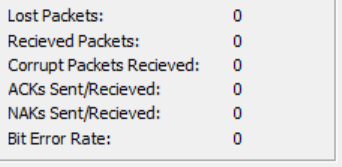 Lost Packets: 0
Recieved Packets: 0
Corrupt Packets Recieved: 0
ACKs Sent/Recieved: 0
NAKs Sent/Recieved: 0
Bit Error Rate: 0